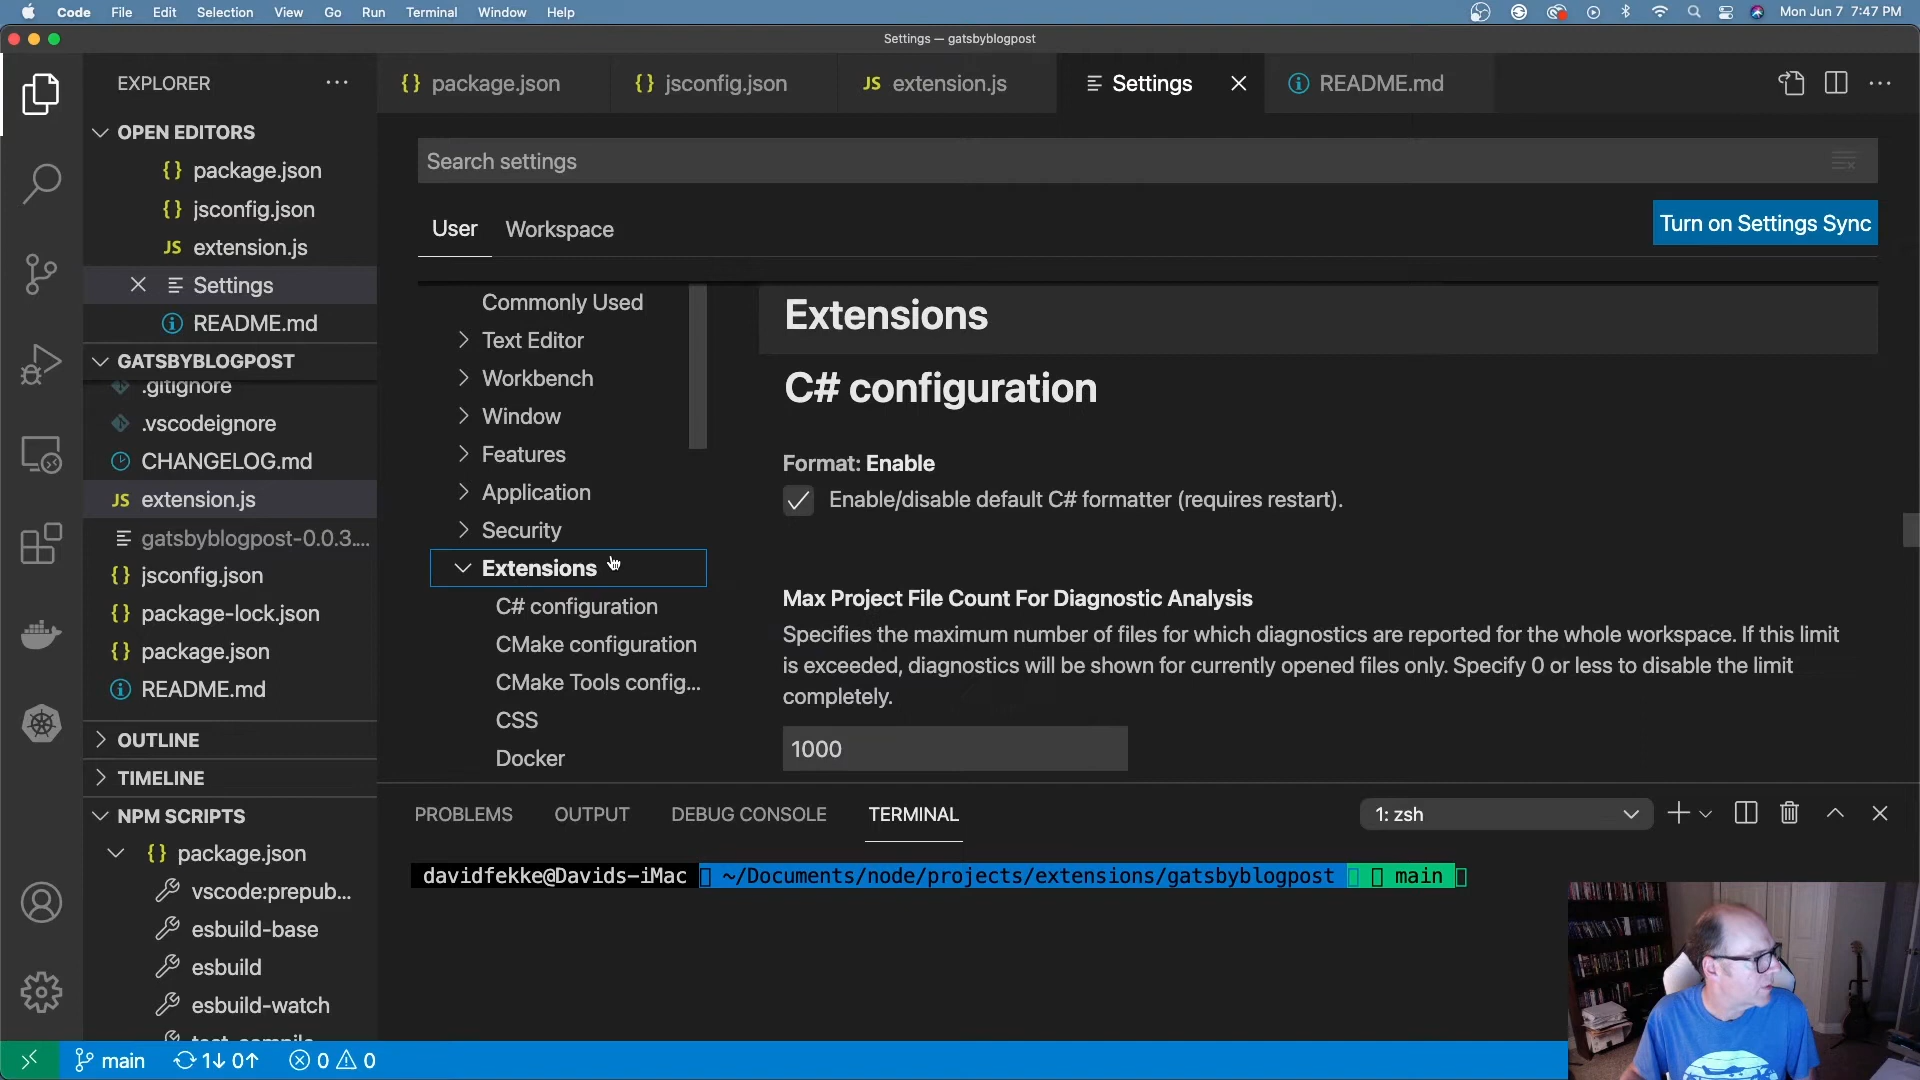 Code File Edit Selection View Go Run Terminal Window Help
Mon Jun 7 7:47 PM
Settings — gatsbyblogpost
EXPLORER
OPEN EDITORS
package.json
jsconfig.json
extension.js
Settings
README.md
GATSBYBLOGPOST
.gitignore
.vscodeignore
CHANGELOG.md
JS extension.js
gatsbyblogpost-0.0.3....
jsconfig.json
package-lock.json
package.json
README.md
OUTLINE
TIMELINE
NPM SCRIPTS
package.json
vscode:prepub...
esbuild-base
esbuild
esbuild-watch
package.json
jsconfig.json
JS extension.js
Settings
README.md
Search settings
User Workspace
Turn on Settings Sync
Commonly Used
Text Editor
Workbench
Window
Features
Application
Security
Extensions
C# configuration
CMake configuration
CMake Tools config...
CSS
Docker
Extensions
C# configuration
Format: Enable
Enable/disable default C# formatter (requires restart).
Max Project File Count For Diagnostic Analysis
Specifies the maximum number of files for which diagnostics are reported for the whole workspace. If this limit
is exceeded, diagnostics will be shown for currently opened files only. Specify 0 or less to disable the limit
completely.
1000
PROBLEMS OUTPUT DEBUG CONSOLE TERMINAL
1: zsh
davidfekke@Davids-iMac ~/Documents/node/projects/extensions/gatsbyblogpost main
main 1↓ 0↑ 0 0